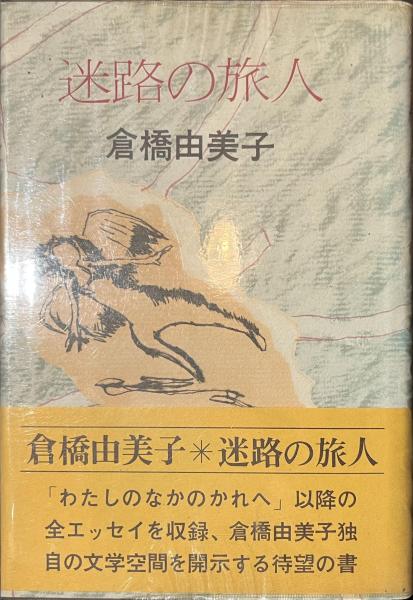 迷路の旅人
倉橋由美子
倉橋由美子＊迷路の旅人
「わたしのなかのかれへ」以降の
全エッセイを収録、倉橋由美子独
自の文学空間を開示する待望の書